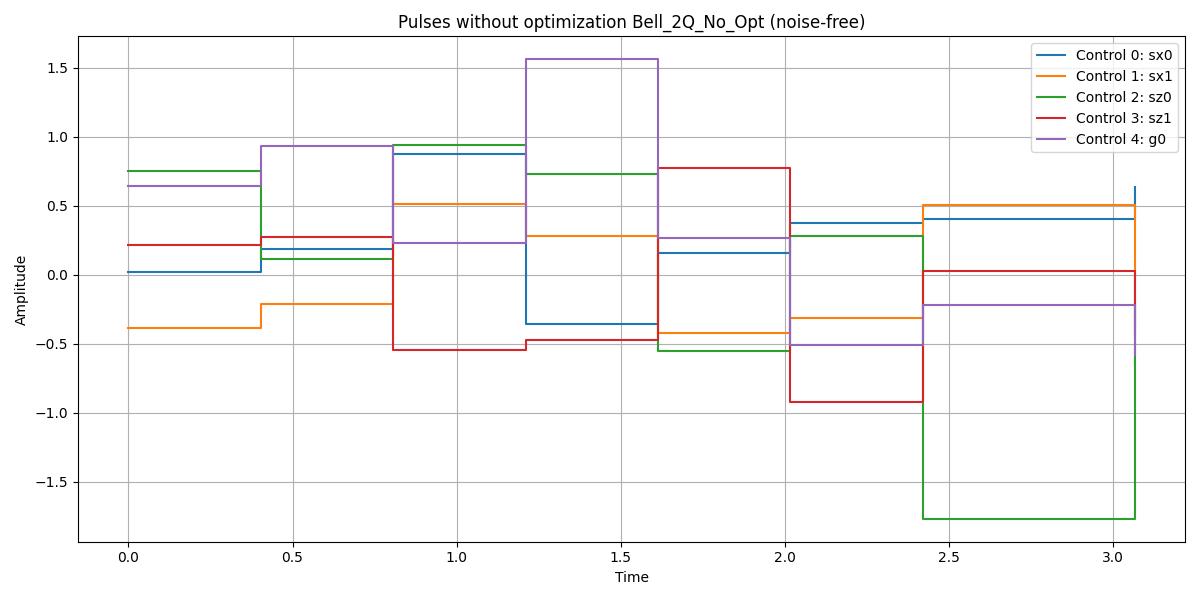 Pulses without optimization Bell_2Q_No_Opt (noise-free)
Control 0: sx0
Control 1: sx1
Control 2: sz0
Control 3: sz1
Control 4: g0
Amplitude
1.5
1.0
0.5
0.0
−0.5
−1.0
−1.5
0.0 0.5 1.0 1.5 2.0 2.5 3.0
Time